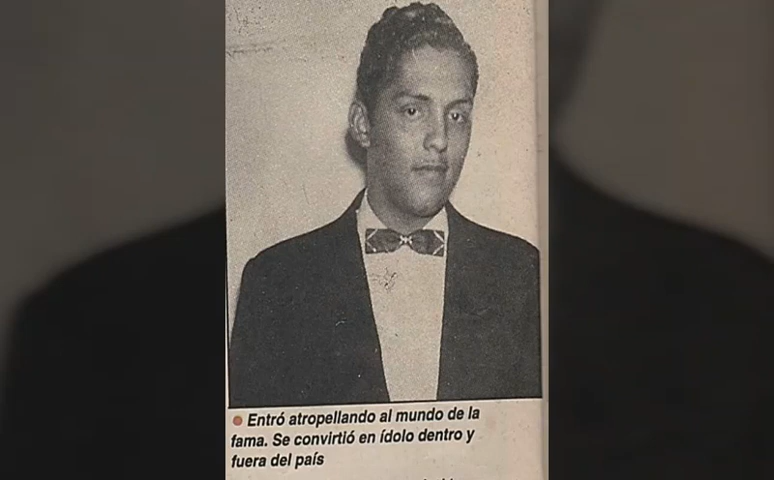 Entró atropellando al mundo de la
fama. Se convirtió en ídolo dentro y
fuera del país